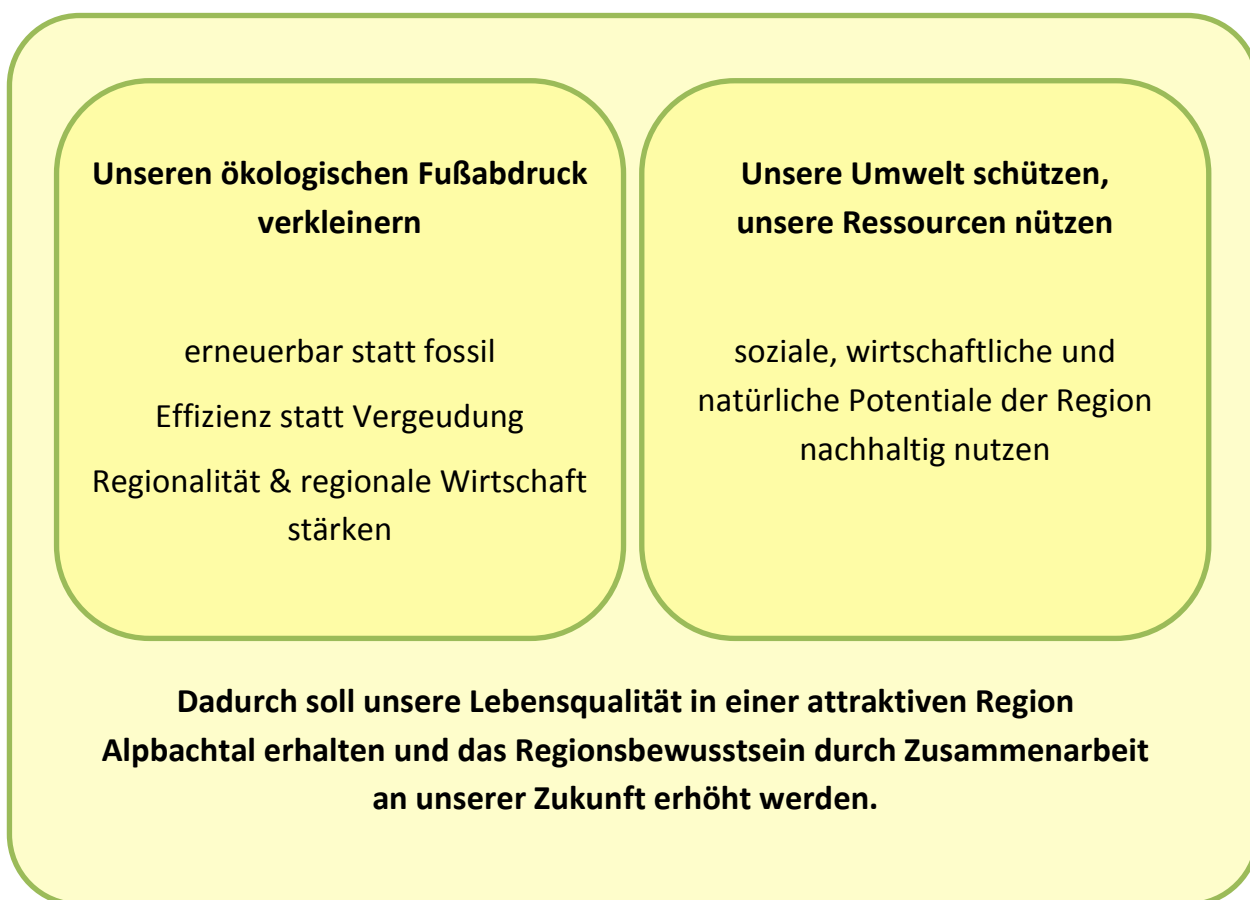 Unseren ökologischen Fußabdruck
verkleinern
erneuerbar statt fossil
Effizienz statt Vergeudung
Regionalität & regionale Wirtschaft
stärken
Unsere Umwelt schützen,
unsere Ressourcen nützen
soziale, wirtschaftliche und
natürliche Potentiale der Region
nachhaltig nutzen
Dadurch soll unsere Lebensqualität in einer attraktiven Region
Alpbachtal erhalten und das Regionsbewusstsein durch Zusammenarbeit
an unserer Zukunft erhöht werden.